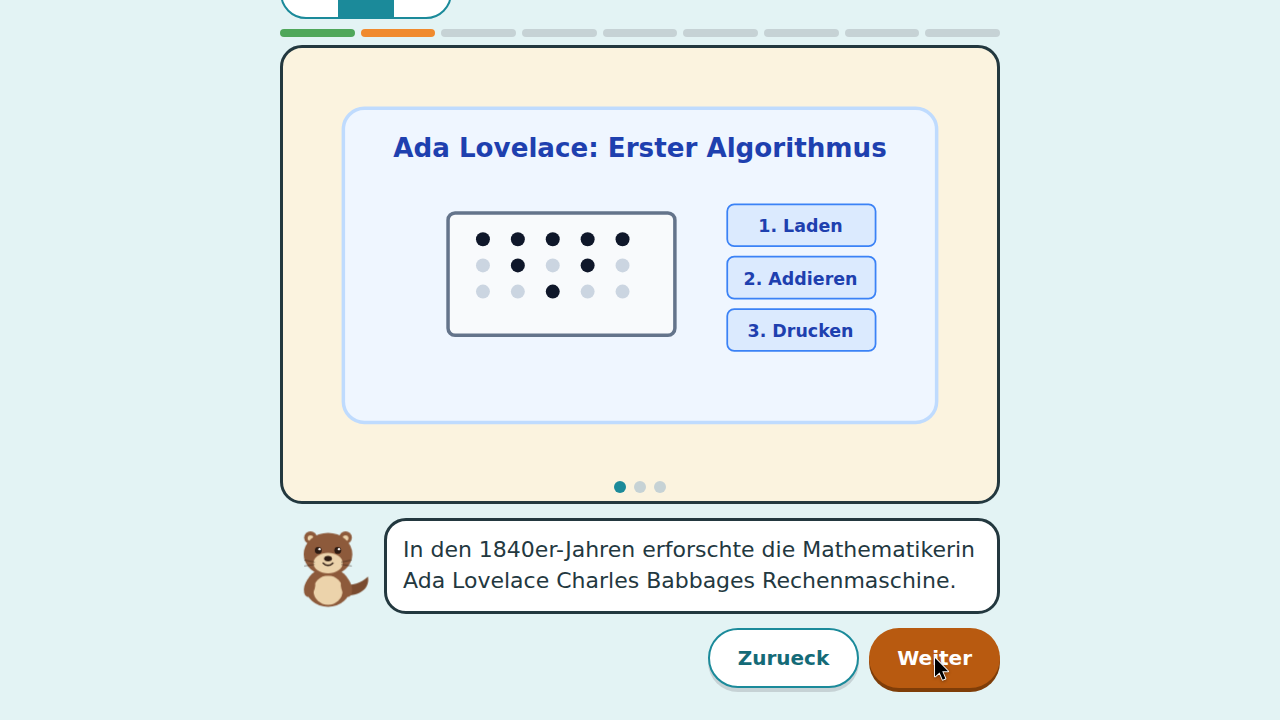 Ada Lovelace: Erster Algorithmus
1. Laden
2. Addieren
3. Drucken
In den 1840er-Jahren erforschte die Mathematikerin
Ada Lovelace Charles Babbages Rechenmaschine.
Zurueck
Weiter